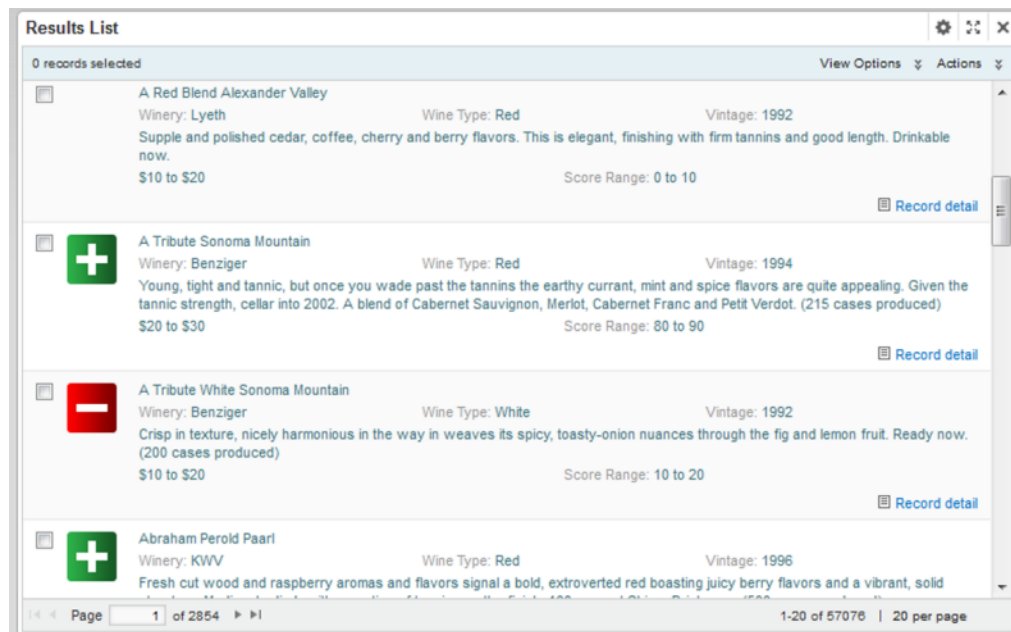 Results List
0 records selected View Options Actions
A Red Blend Alexander Valley
Winery: Lyeth Wine Type: Red Vintage: 1992
Supple and polished cedar, coffee, cherry and berry flavors. This is elegant, finishing with firm tannins and good length. Drinkable
now.
$10 to $20 Score Range: 0 to 10
Record detail
A Tribute Sonoma Mountain
Winery: Benziger Wine Type: Red Vintage: 1994
Young, tight and tannic, but once you wade past the tannins the earthy currant, mint and spice flavors are quite appealing. Given the
tannic strength, cellar into 2002. A blend of Cabernet Sauvignon, Merlot, Cabernet Franc and Petit Verdot. (215 cases produced)
$20 to $30 Score Range: 80 to 90
Record detail
A Tribute White Sonoma Mountain
Winery: Benziger Wine Type: White Vintage: 1992
Crisp in texture, nicely harmonious in the way in weaves its spicy, toasty-onion nuances through the fig and lemon fruit. Ready now.
(200 cases produced)
$10 to $20 Score Range: 10 to 20
Record detail
Abraham Perold Paarl
Winery: KWV Wine Type: Red Vintage: 1996
Fresh cut wood and raspberry aromas and flavors signal a bold, extroverted red boasting juicy berry flavors and a vibrant, solid
Page 1 of 2854 1-20 of 57076 | 20 per page